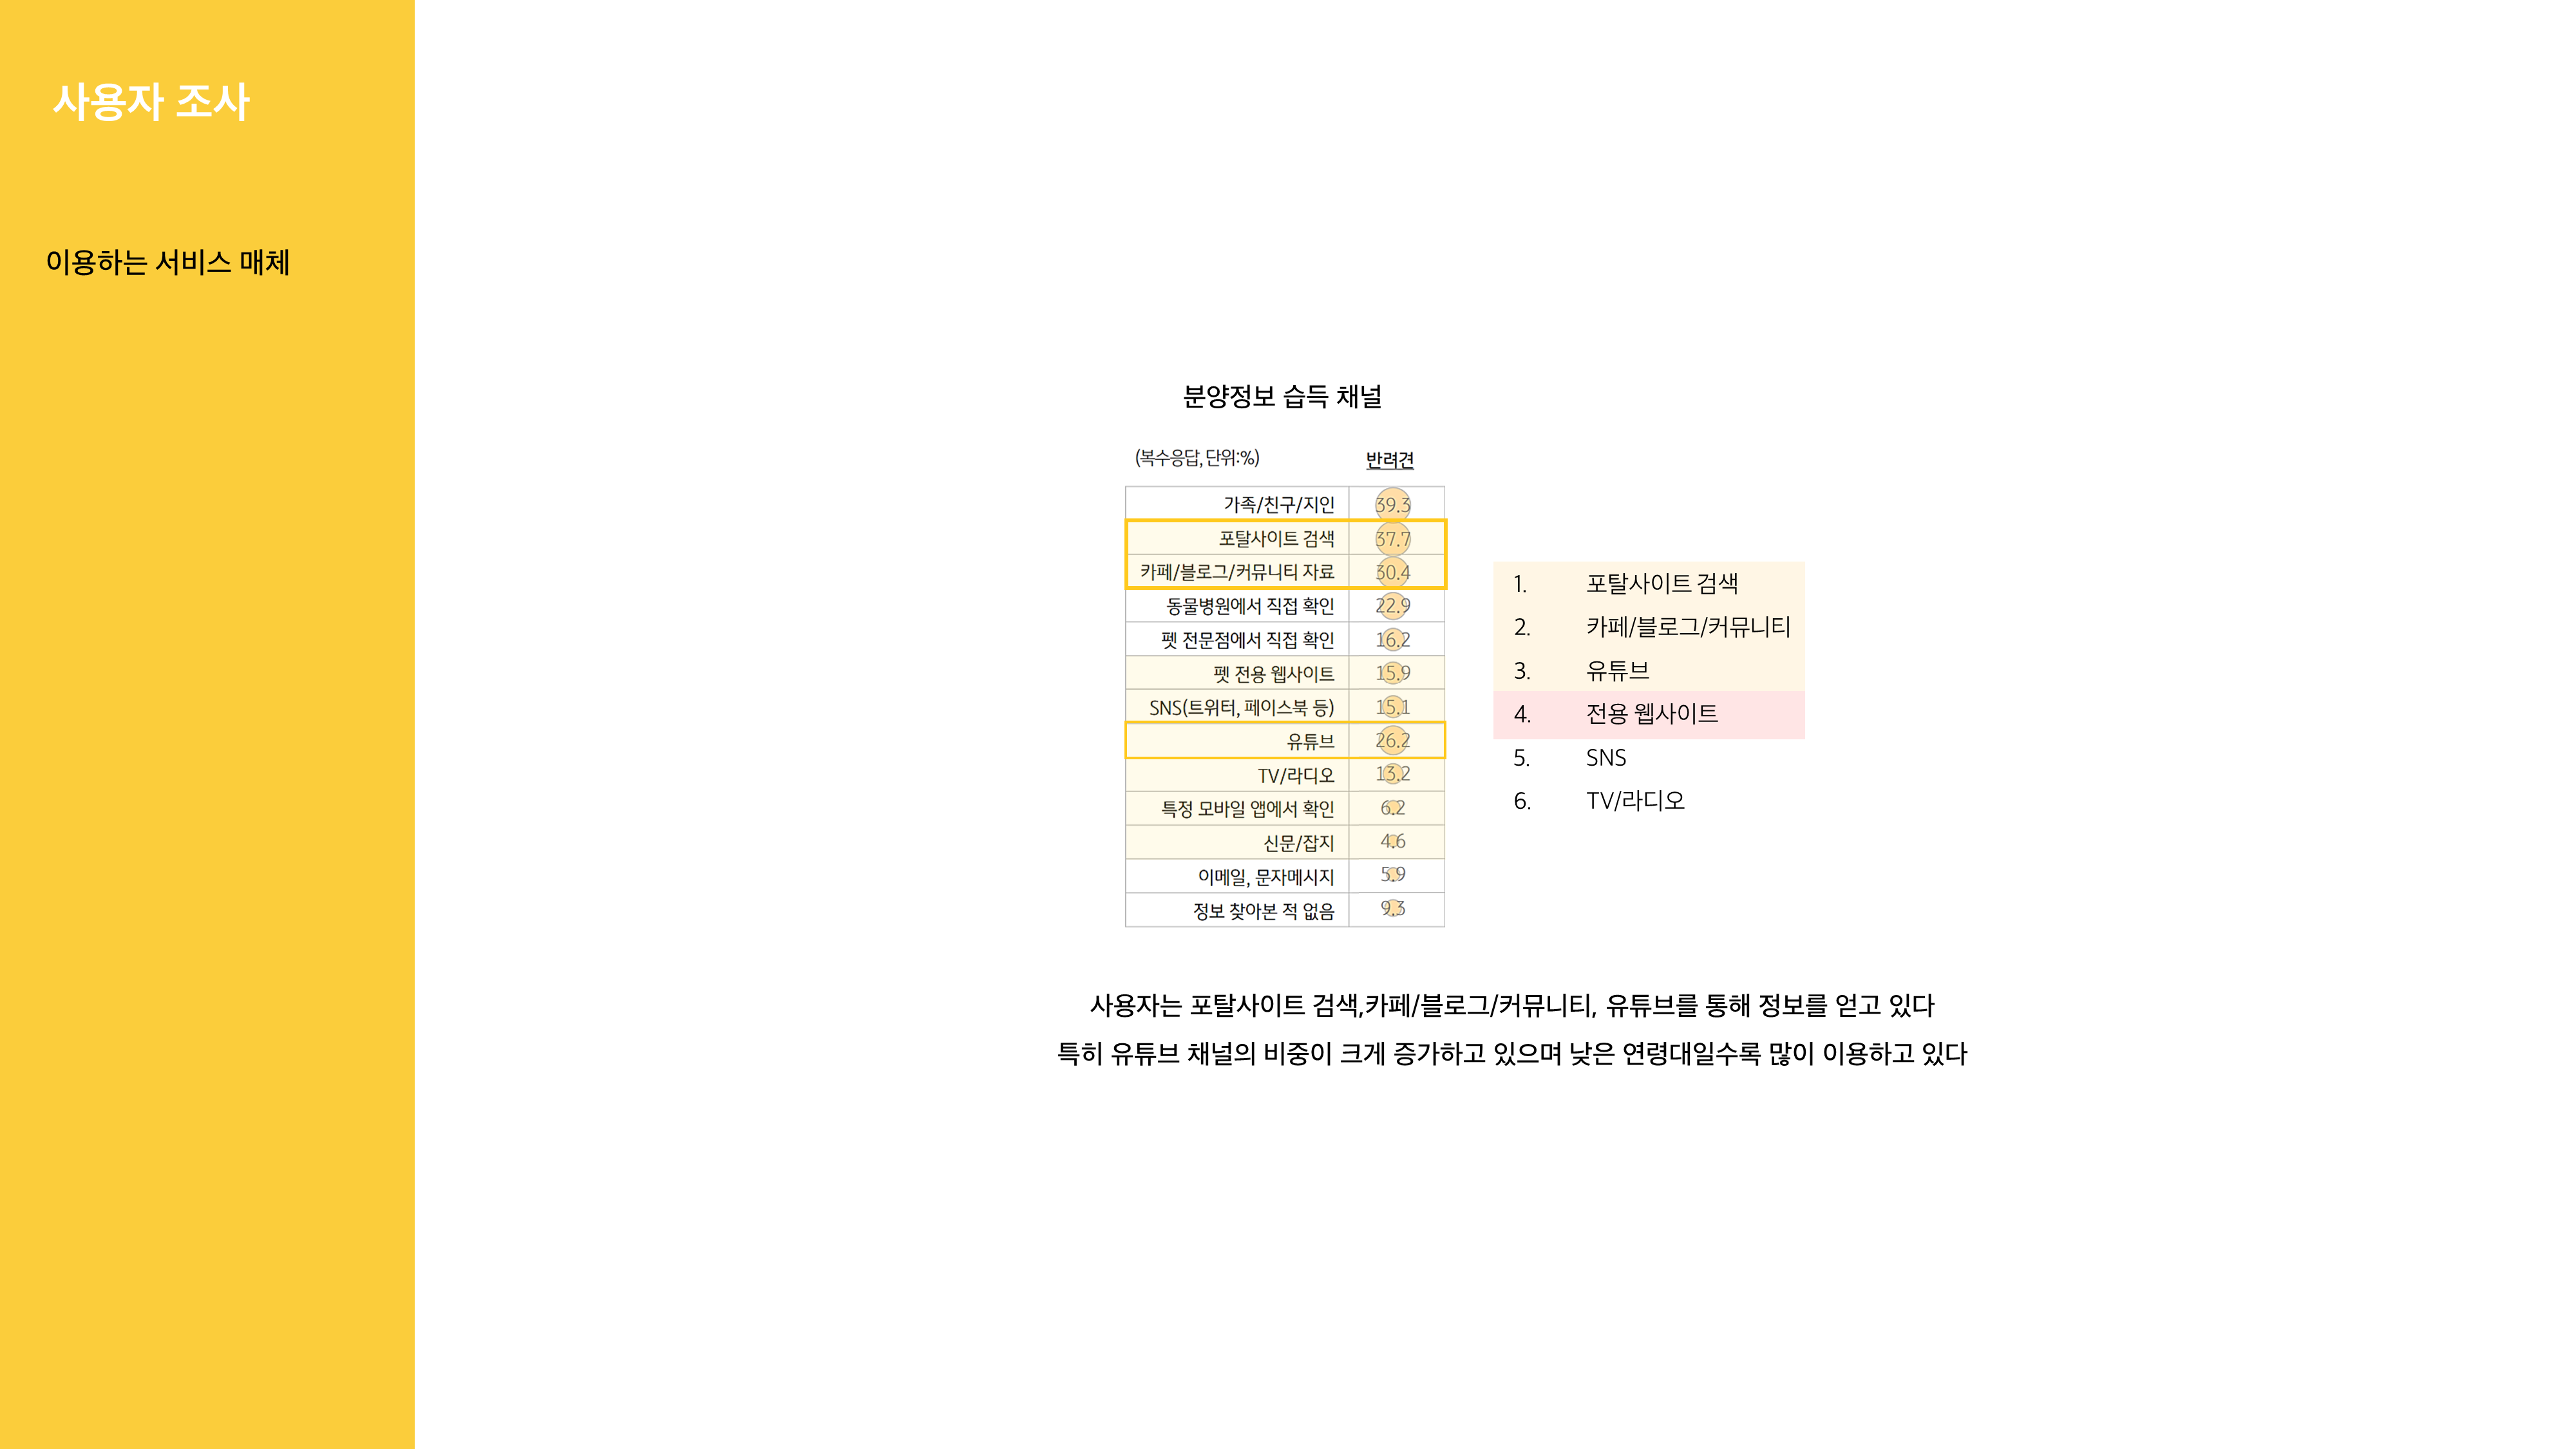 사용자 조사
이용하는 서비스 매체
분양정보 습득 채널
(복수응답, 단위:%) 반려견
가족/친구/지인 39.3
포탈사이트 검색 37.7
카페/블로그/커뮤니티 자료 30.4
동물병원에서 직접 확인 22.9
펫 전문점에서 직접 확인 16.2
펫 전용 웹사이트 15.9
SNS(트위터, 페이스북 등) 15.1
유튜브 26.2
TV/라디오 13.2
특정 모바일 앱에서 확인 6.2
신문/잡지 4.6
이메일, 문자메시지 5.9
정보 찾아본 적 없음 9.3
1. 포탈사이트 검색
2. 카페/블로그/커뮤니티
3. 유튜브
4. 전용 웹사이트
5. SNS
6. TV/라디오
사용자는 포탈사이트 검색,카페/블로그/커뮤니티, 유튜브를 통해 정보를 얻고 있다
특히 유튜브 채널의 비중이 크게 증가하고 있으며 낮은 연령대일수록 많이 이용하고 있다